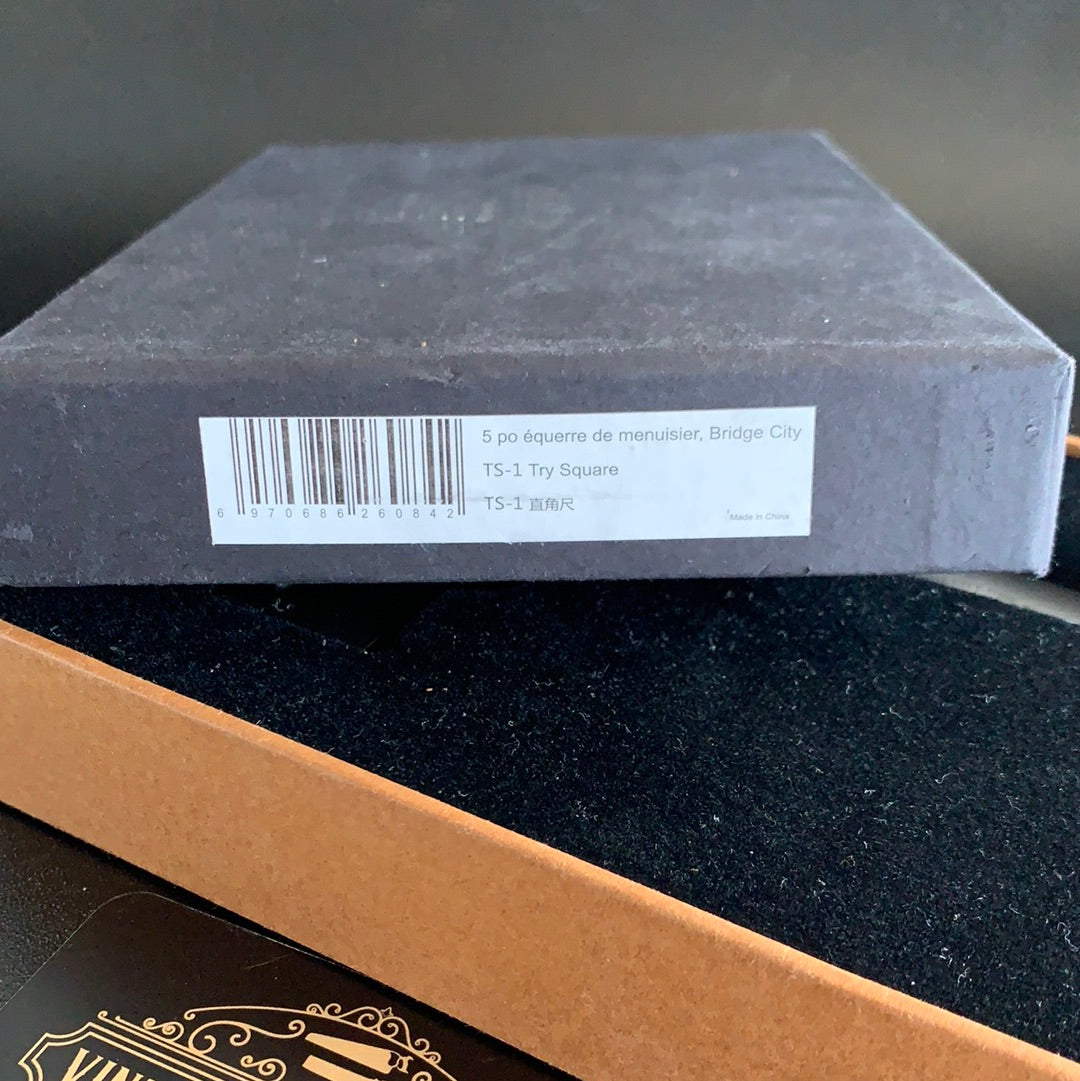 5 po équerre de menuisier, Bridge City
TS-1 Try Square
TS-1 直角尺
Made in China
6 970686 260842